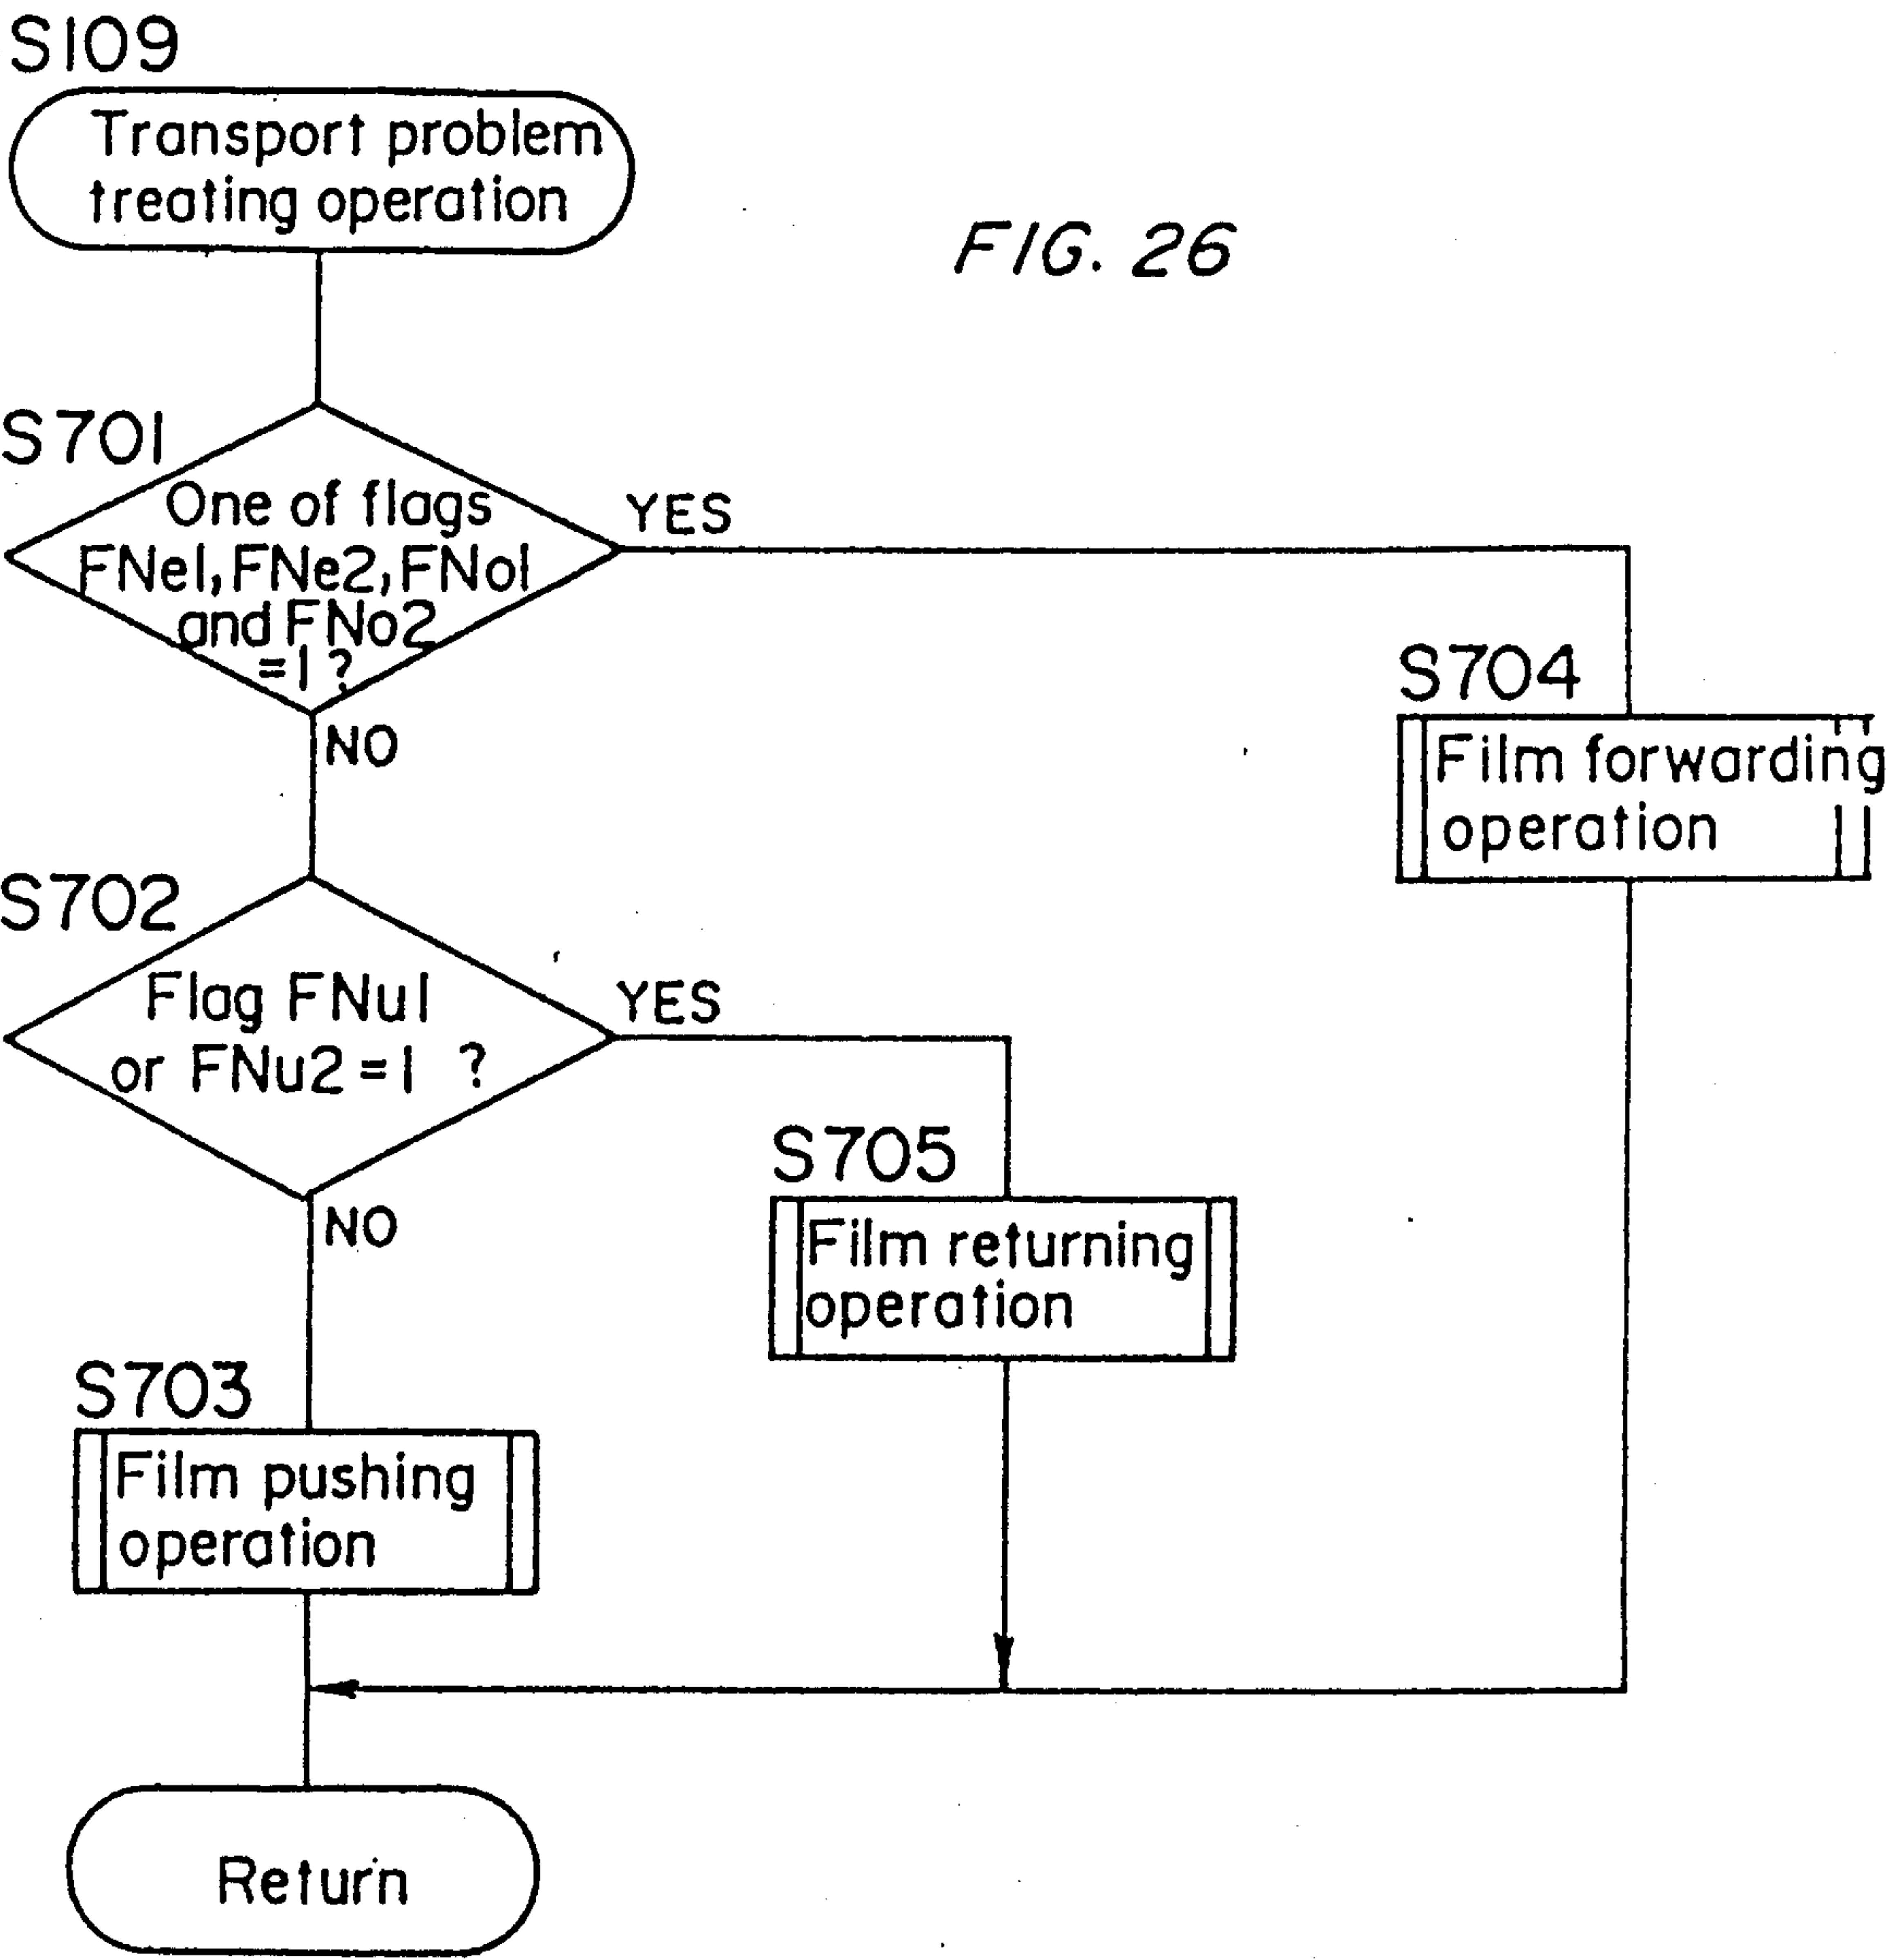 S109
Transport problem
treating operation
FIG. 26
S701
One of flags
FNe1, FNe2, FNo1
and FNo2
=1 ?
YES
NO
S704
Film forwarding
operation
S702
Flag FNu1
or FNu2 = 1 ?
YES
NO
S705
Film returning
operation
S703
Film pushing
operation
Return